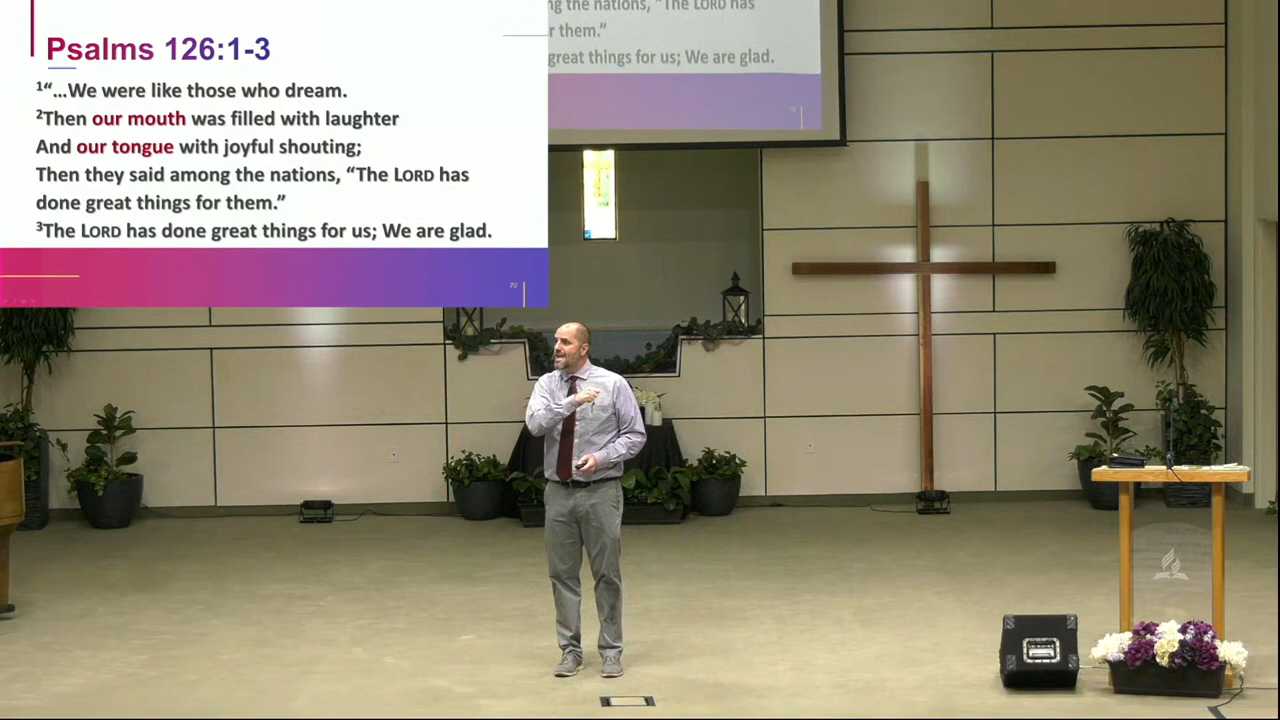 Psalms 126:1-3
¹“…We were like those who dream.
²Then our mouth was filled with laughter
And our tongue with joyful shouting;
Then they said among the nations, “The LORD has
done great things for them.”
³The LORD has done great things for us; We are glad.
70
ng the nations, “The LORD has
r them.”
great things for us; We are glad.